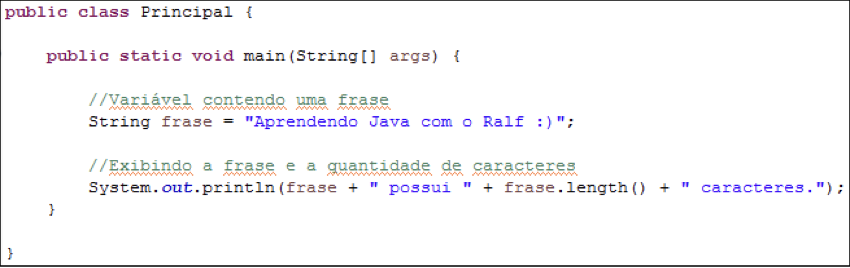 public class Principal {
public static void main(String[] args) {
//Variável contendo uma frase
String frase = "Aprendendo Java com o Ralf :)";
//Exibindo a frase e a quantidade de caracteres
System.out.println(frase + " possui " + frase.length() + " caracteres.");
}
}